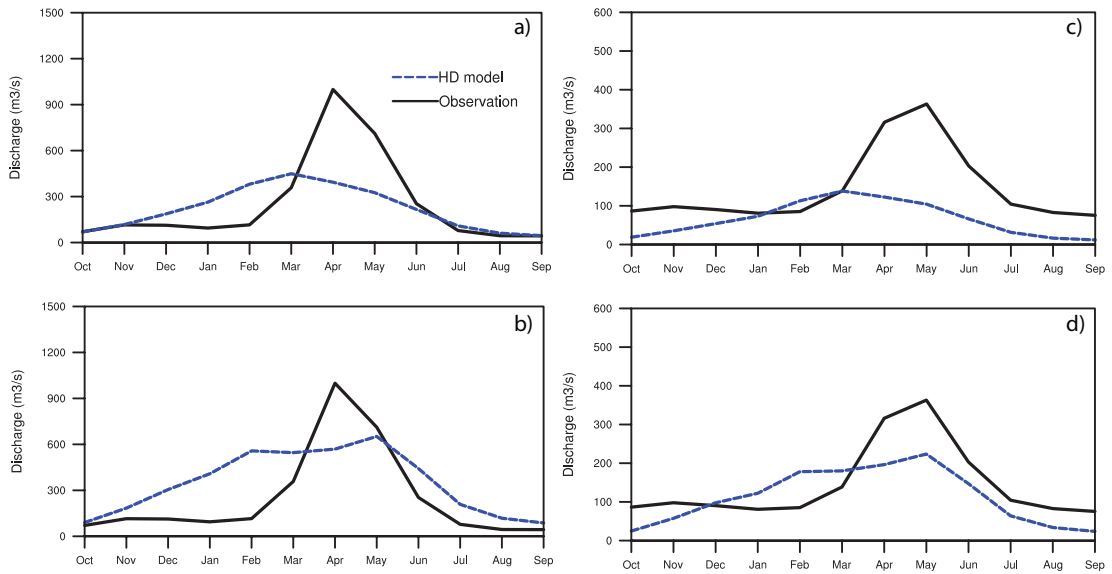 a)
1500
1200
900
600
300
0
Discharge (m3/s)
HD model
Observation
Oct Nov Dec Jan Feb Mar Apr May Jun Jul Aug Sep
c)
600
500
400
300
200
100
0
Discharge (m3/s)
Oct Nov Dec Jan Feb Mar Apr May Jun Jul Aug Sep
b)
1500
1200
900
600
300
0
Discharge (m3/s)
Oct Nov Dec Jan Feb Mar Apr May Jun Jul Aug Sep
d)
600
500
400
300
200
100
0
Discharge (m3/s)
Oct Nov Dec Jan Feb Mar Apr May Jun Jul Aug Sep